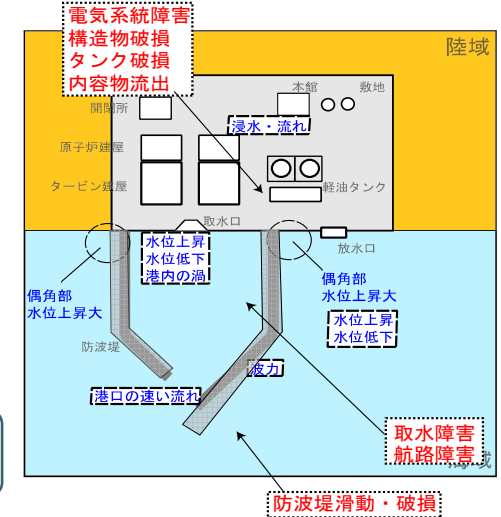 電気系統障害
構造物破損
タンク破損
内容物流出
陸域
本館
敷地
開閉所
浸水・流れ
原子炉建屋
タービン建屋
軽油タンク
取水口
水位上昇
水位低下
港内の渦
放水口
偶角部
水位上昇大
偶角部
水位上昇大
水位上昇
水位低下
防波堤
波力
港口の速い流れ
取水障害
航路障害
域
防波堤滑動・破損